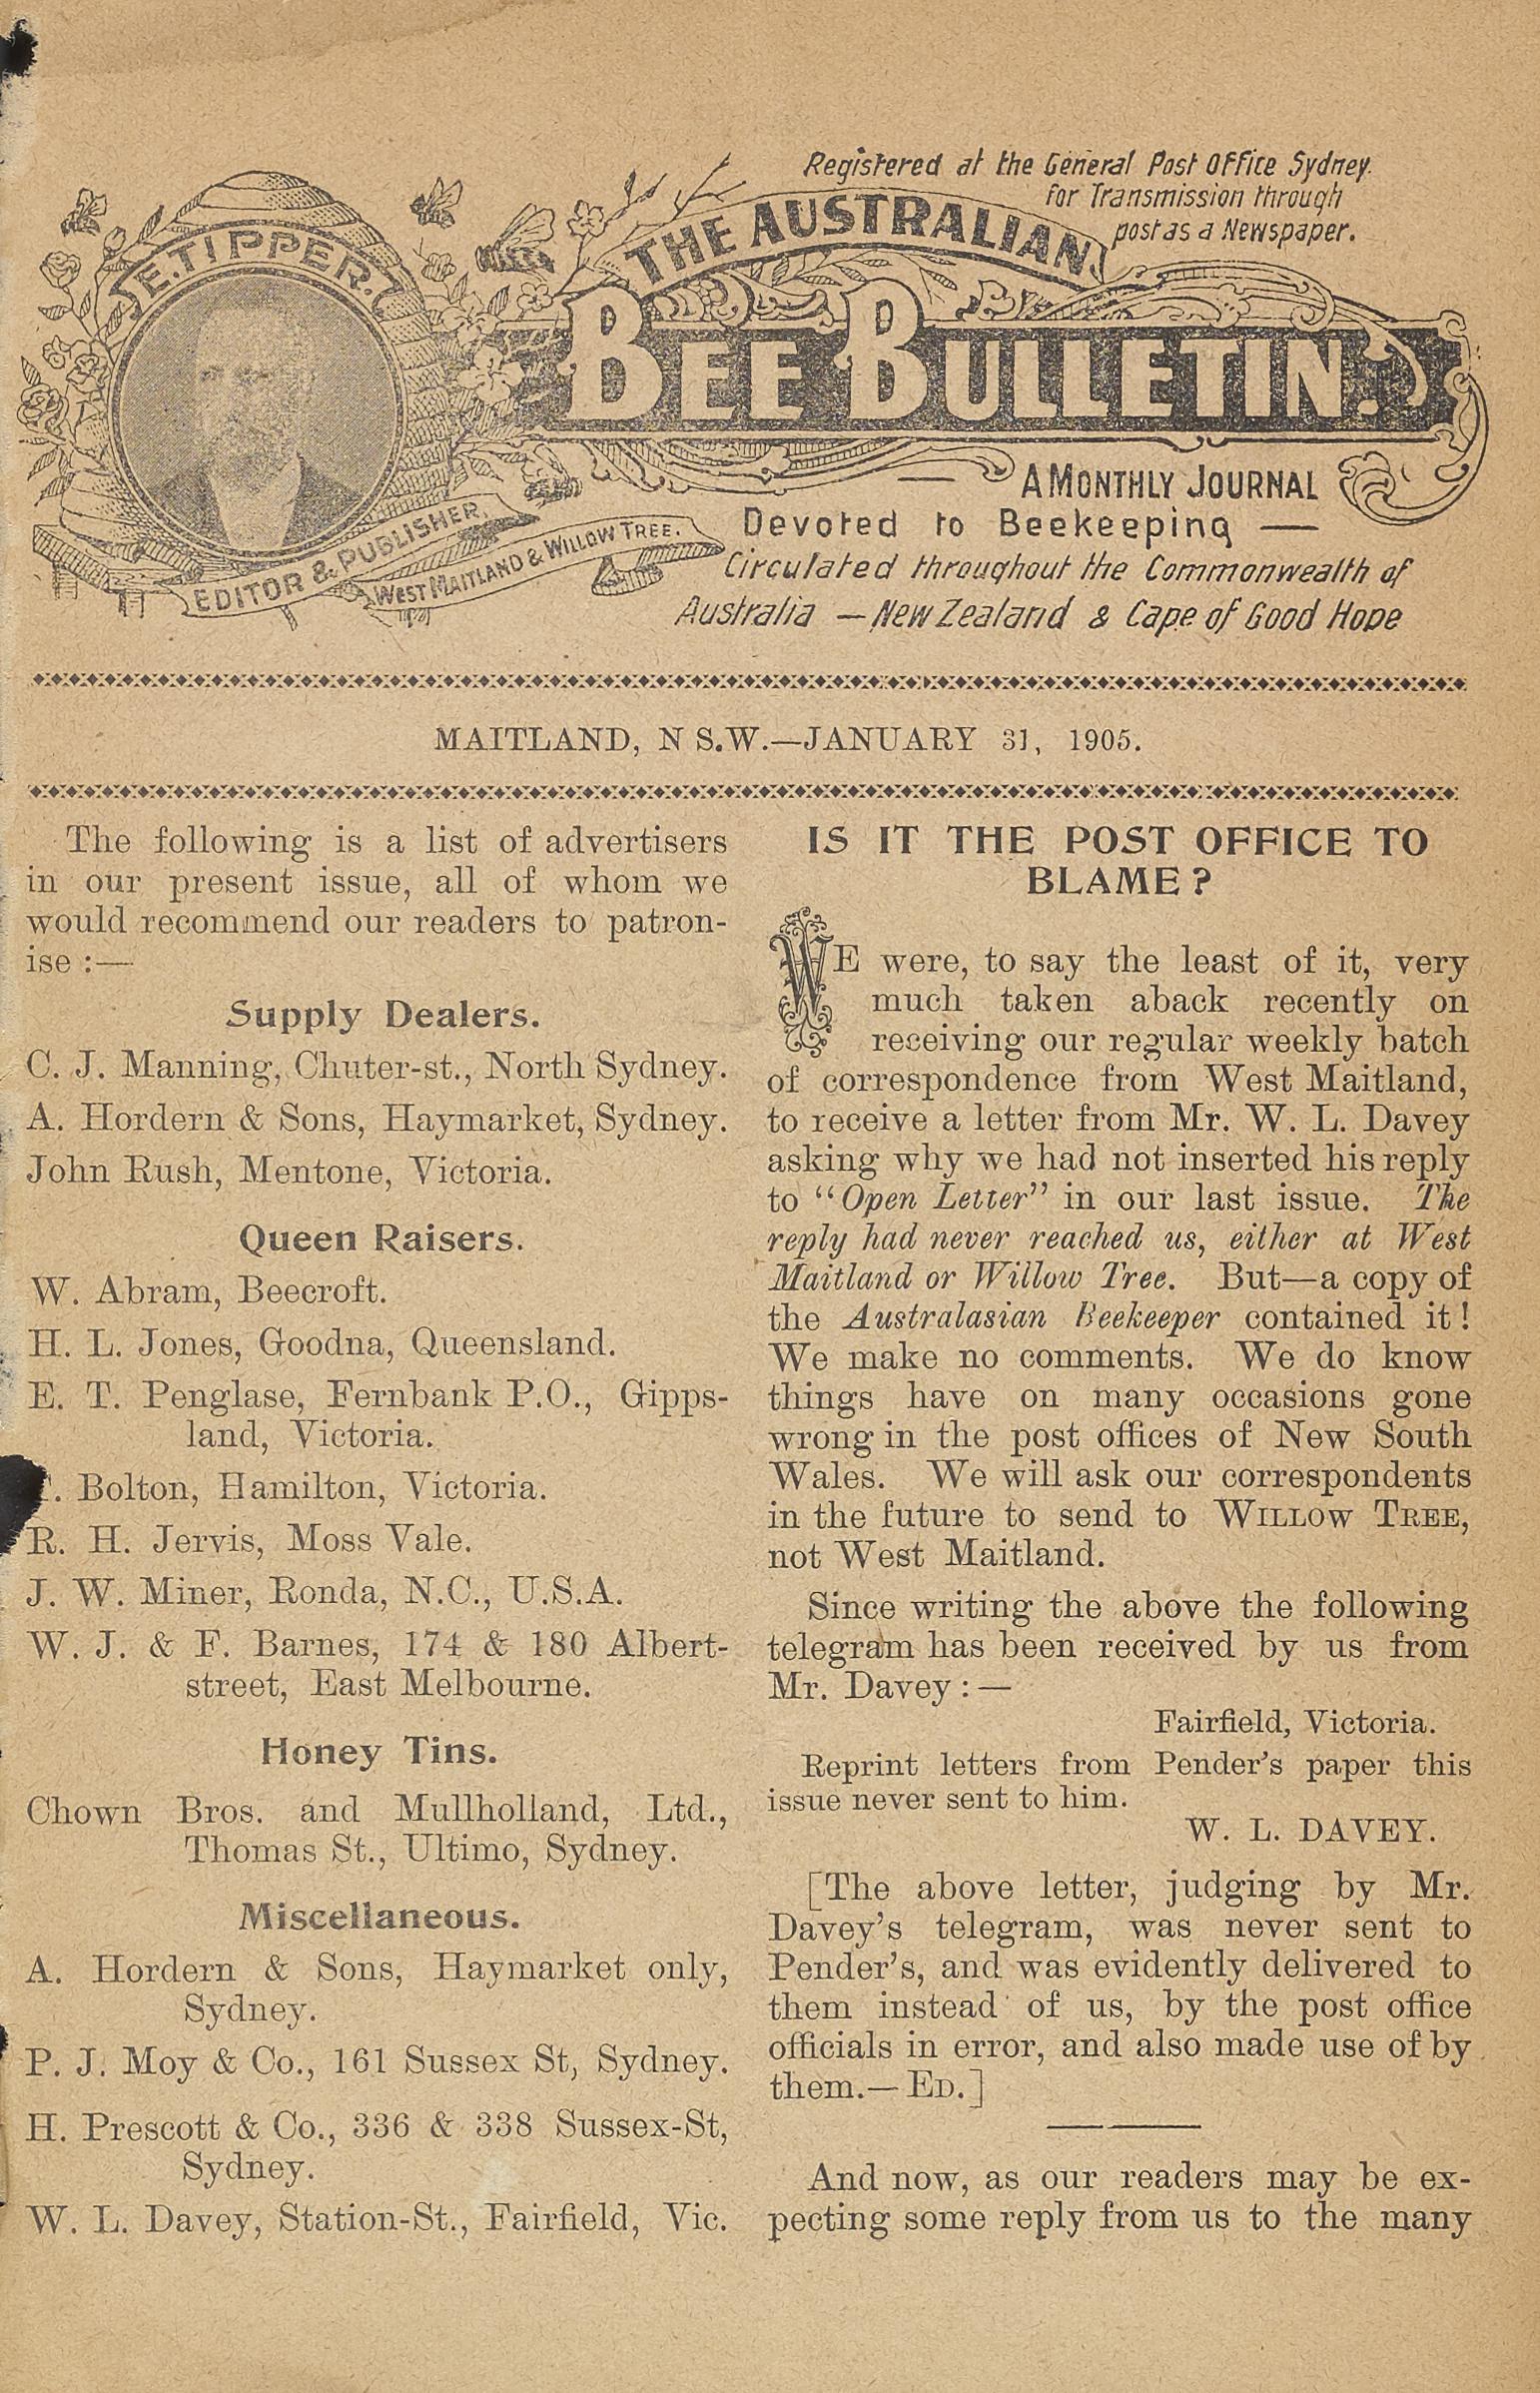 Registered at the General Post Office Sydney.
for Transmission through
post as a Newspaper.
E. TIPPER.
THE AUSTRALIAN
BEE BULLETIN.
EDITOR & PUBLISHER.
WEST MAITLAND & WILLOW TREE.
A MONTHLY JOURNAL
Devoted to Beekeeping —
Circulated throughout the Commonwealth of
Australia — New Zealand & Cape of Good Hope
MAITLAND, N S.W.—JANUARY 31, 1905.
The following is a list of advertisers
in our present issue, all of whom we
would recommend our readers to patron-
ise :—
Supply Dealers.
C. J. Manning, Chuter-st., North Sydney.
A. Hordern & Sons, Haymarket, Sydney.
John Rush, Mentone, Victoria.
Queen Raisers.
W. Abram, Beecroft.
H. L. Jones, Goodna, Queensland.
E. T. Penglase, Fernbank P.O., Gipps-
land, Victoria.
Bolton, Hamilton, Victoria.
R. H. Jervis, Moss Vale.
J. W. Miner, Ronda, N.C., U.S.A.
W. J. & F. Barnes, 174 & 180 Albert-
street, East Melbourne.
Honey Tins.
Chown Bros. and Mullholland, Ltd.,
Thomas St., Ultimo, Sydney.
Miscellaneous.
A. Hordern & Sons, Haymarket only,
Sydney.
P. J. Moy & Co., 161 Sussex St, Sydney.
H. Prescott & Co., 336 & 338 Sussex-St,
Sydney.
W. L. Davey, Station-St., Fairfield, Vic.
IS IT THE POST OFFICE TO
BLAME?
WE were, to say the least of it, very
much taken aback recently on
receiving our regular weekly batch
of correspondence from West Maitland,
to receive a letter from Mr. W. L. Davey
asking why we had not inserted his reply
to "Open Letter" in our last issue. The
reply had never reached us, either at West
Maitland or Willow Tree. But—a copy of
the Australasian Beekeeper contained it!
We make no comments. We do know
things have on many occasions gone
wrong in the post offices of New South
Wales. We will ask our correspondents
in the future to send to WILLOW TREE,
not West Maitland.
Since writing the above the following
telegram has been received by us from
Mr. Davey :—
Fairfield, Victoria.
Reprint letters from Pender's paper this
issue never sent to him.
W. L. DAVEY.
[The above letter, judging by Mr.
Davey's telegram, was never sent to
Pender's, and was evidently delivered to
them instead of us, by the post office
officials in error, and also made use of by
them.—ED.]
And now, as our readers may be ex-
pecting some reply from us to the many